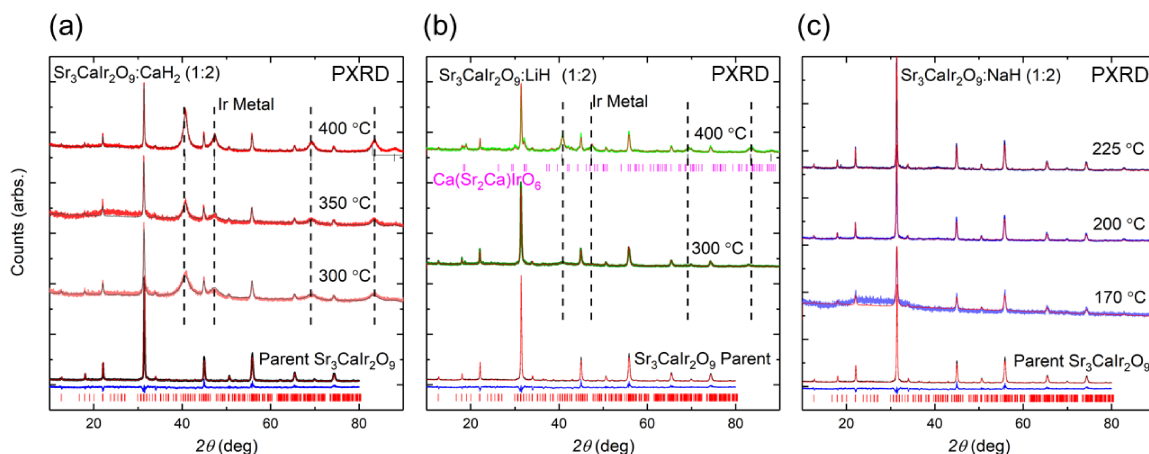 (a)
Sr₃CaIr₂O₉:CaH₂ (1:2)
PXRD
Ir Metal
400 °C
350 °C
300 °C
Parent Sr₃CaIr₂O₉
Counts (arbs.)
20 40 60 80
2θ (deg)
(b)
Sr₃CaIr₂O₉:LiH (1:2)
PXRD
Ir Metal
400 °C
Ca(Sr₂Ca)IrO₆
300 °C
Sr₃CaIr₂O₉ Parent
20 40 60 80
2θ (deg)
(c)
Sr₃CaIr₂O₉:NaH (1:2)
PXRD
225 °C
200 °C
170 °C
Parent Sr₃CaIr₂O₉
20 40 60 80
2θ (deg)